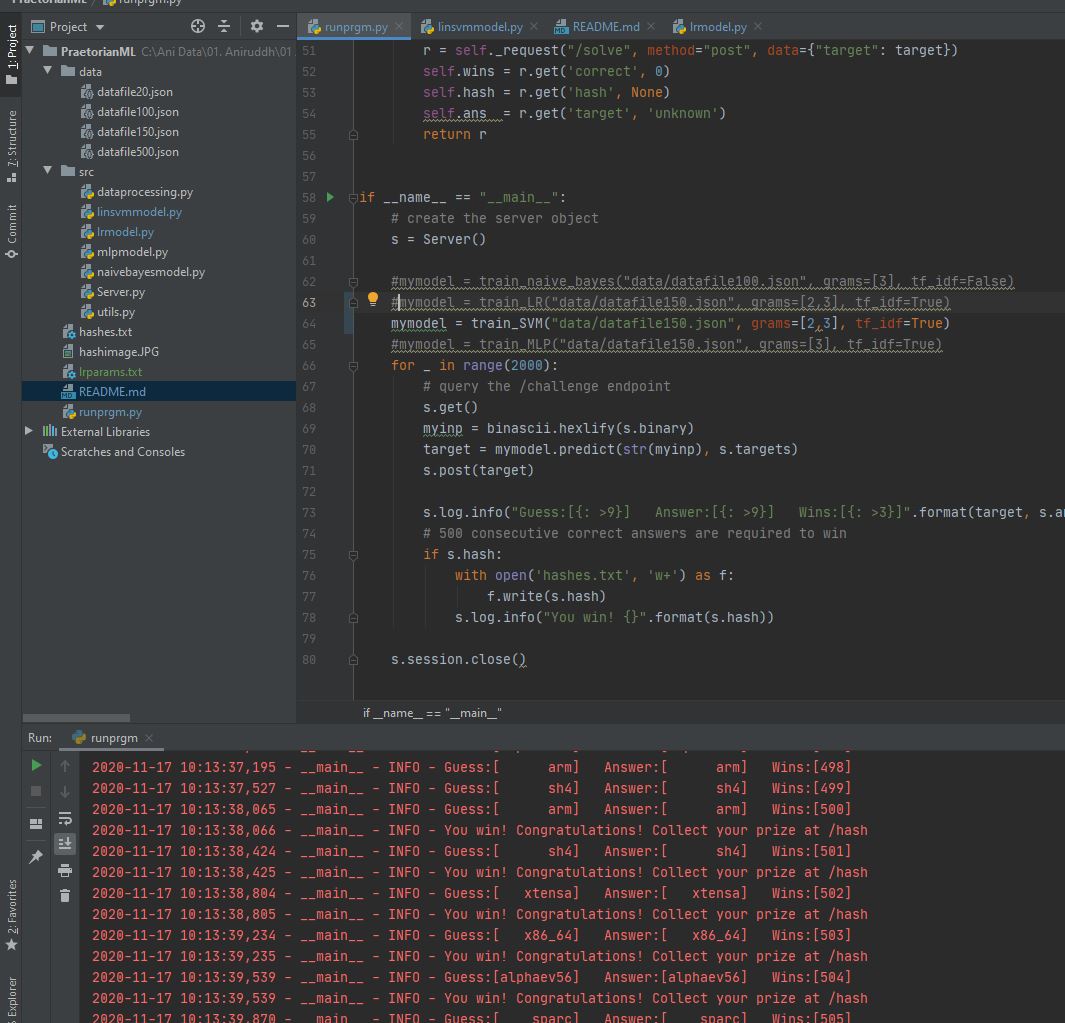 PraetorianML runprgm.py
Project
runprgm.py linsvmmodel.py README.md lrmodel.py
1: Project
7: Structure
Commit
2: Favorites
Explorer
PraetorianML C:\Ani Data\01. Aniruddh\01
data
datafile20.json
datafile100.json
datafile150.json
datafile500.json
src
dataprocessing.py
linsvmmodel.py
lrmodel.py
mlpmodel.py
naivebayesmodel.py
Server.py
utils.py
hashes.txt
hashimage.JPG
lrparams.txt
README.md
runprgm.py
External Libraries
Scratches and Consoles
51 r = self._request("/solve", method="post", data={"target": target})
52 self.wins = r.get('correct', 0)
53 self.hash = r.get('hash', None)
54 self.ans  = r.get('target', 'unknown')
55 return r
56
57
58 if __name__ == "__main__":
59 # create the server object
60 s = Server()
61
62 #mymodel = train_naive_bayes("data/datafile100.json", grams=[3], tf_idf=False)
63 #mymodel = train_LR("data/datafile150.json", grams=[2,3], tf_idf=True)
64 mymodel = train_SVM("data/datafile150.json", grams=[2,3], tf_idf=True)
65 #mymodel = train_MLP("data/datafile150.json", grams=[3], tf_idf=True)
66 for _ in range(2000):
67 # query the /challenge endpoint
68 s.get()
69 myinp = binascii.hexlify(s.binary)
70 target = mymodel.predict(str(myinp), s.targets)
71 s.post(target)
72
73 s.log.info("Guess:[{: >9}]   Answer:[{: >9}]   Wins:[{: >3}]".format(target, s.an
74 # 500 consecutive correct answers are required to win
75 if s.hash:
76 with open('hashes.txt', 'w+') as f:
77 f.write(s.hash)
78 s.log.info("You win! {}".format(s.hash))
79
80 s.session.close()
if __name__ == "__main__"
Run: runprgm
2020-11-17 10:13:37,195 - __main__ - INFO - Guess:[      arm]   Answer:[      arm]   Wins:[498]
2020-11-17 10:13:37,527 - __main__ - INFO - Guess:[      sh4]   Answer:[      sh4]   Wins:[499]
2020-11-17 10:13:38,065 - __main__ - INFO - Guess:[      arm]   Answer:[      arm]   Wins:[500]
2020-11-17 10:13:38,066 - __main__ - INFO - You win! Congratulations! Collect your prize at /hash
2020-11-17 10:13:38,424 - __main__ - INFO - Guess:[      sh4]   Answer:[      sh4]   Wins:[501]
2020-11-17 10:13:38,425 - __main__ - INFO - You win! Congratulations! Collect your prize at /hash
2020-11-17 10:13:38,804 - __main__ - INFO - Guess:[   xtensa]   Answer:[   xtensa]   Wins:[502]
2020-11-17 10:13:38,805 - __main__ - INFO - You win! Congratulations! Collect your prize at /hash
2020-11-17 10:13:39,234 - __main__ - INFO - Guess:[   x86_64]   Answer:[   x86_64]   Wins:[503]
2020-11-17 10:13:39,235 - __main__ - INFO - You win! Congratulations! Collect your prize at /hash
2020-11-17 10:13:39,539 - __main__ - INFO - Guess:[alphaev56]   Answer:[alphaev56]   Wins:[504]
2020-11-17 10:13:39,539 - __main__ - INFO - You win! Congratulations! Collect your prize at /hash
2020-11-17 10:13:39,870 - __main__ - INFO - Guess:[    sparc]   Answer:[    sparc]   Wins:[505]